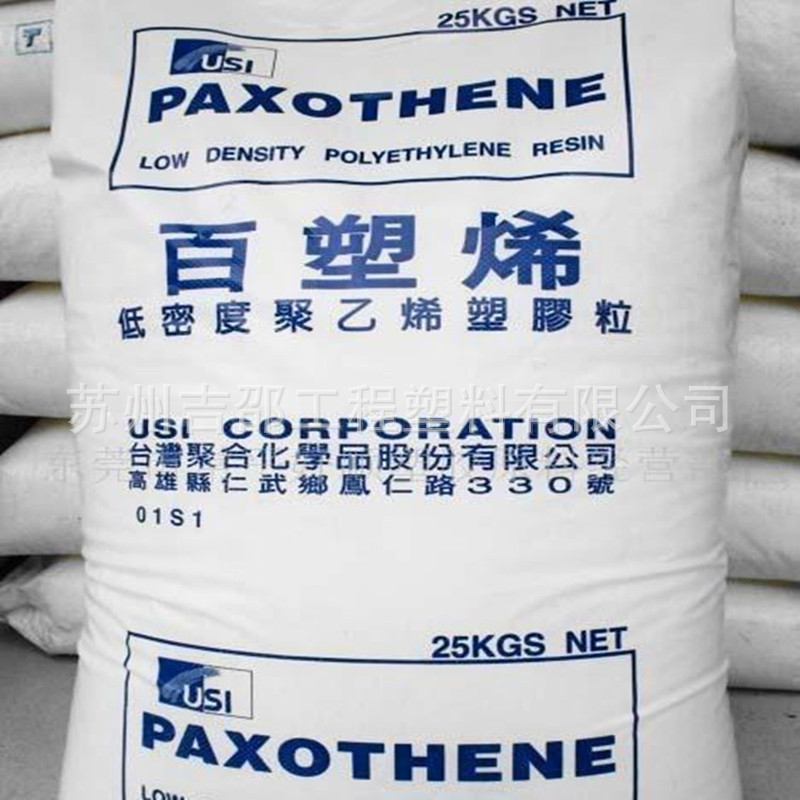 25KGS NET
USI
PAXOTHENE
LOW DENSITY POLYETHYLENE RESIN
百塑烯
低密度聚乙烯塑膠粒
苏州吉邵工程塑料有限公司
USI CORPORATION
台灣聚合化學品股份有限公司
高雄縣仁武鄉鳳仁路330號
01S1
25KGS NET
USI
PAXOTHENE
LOW